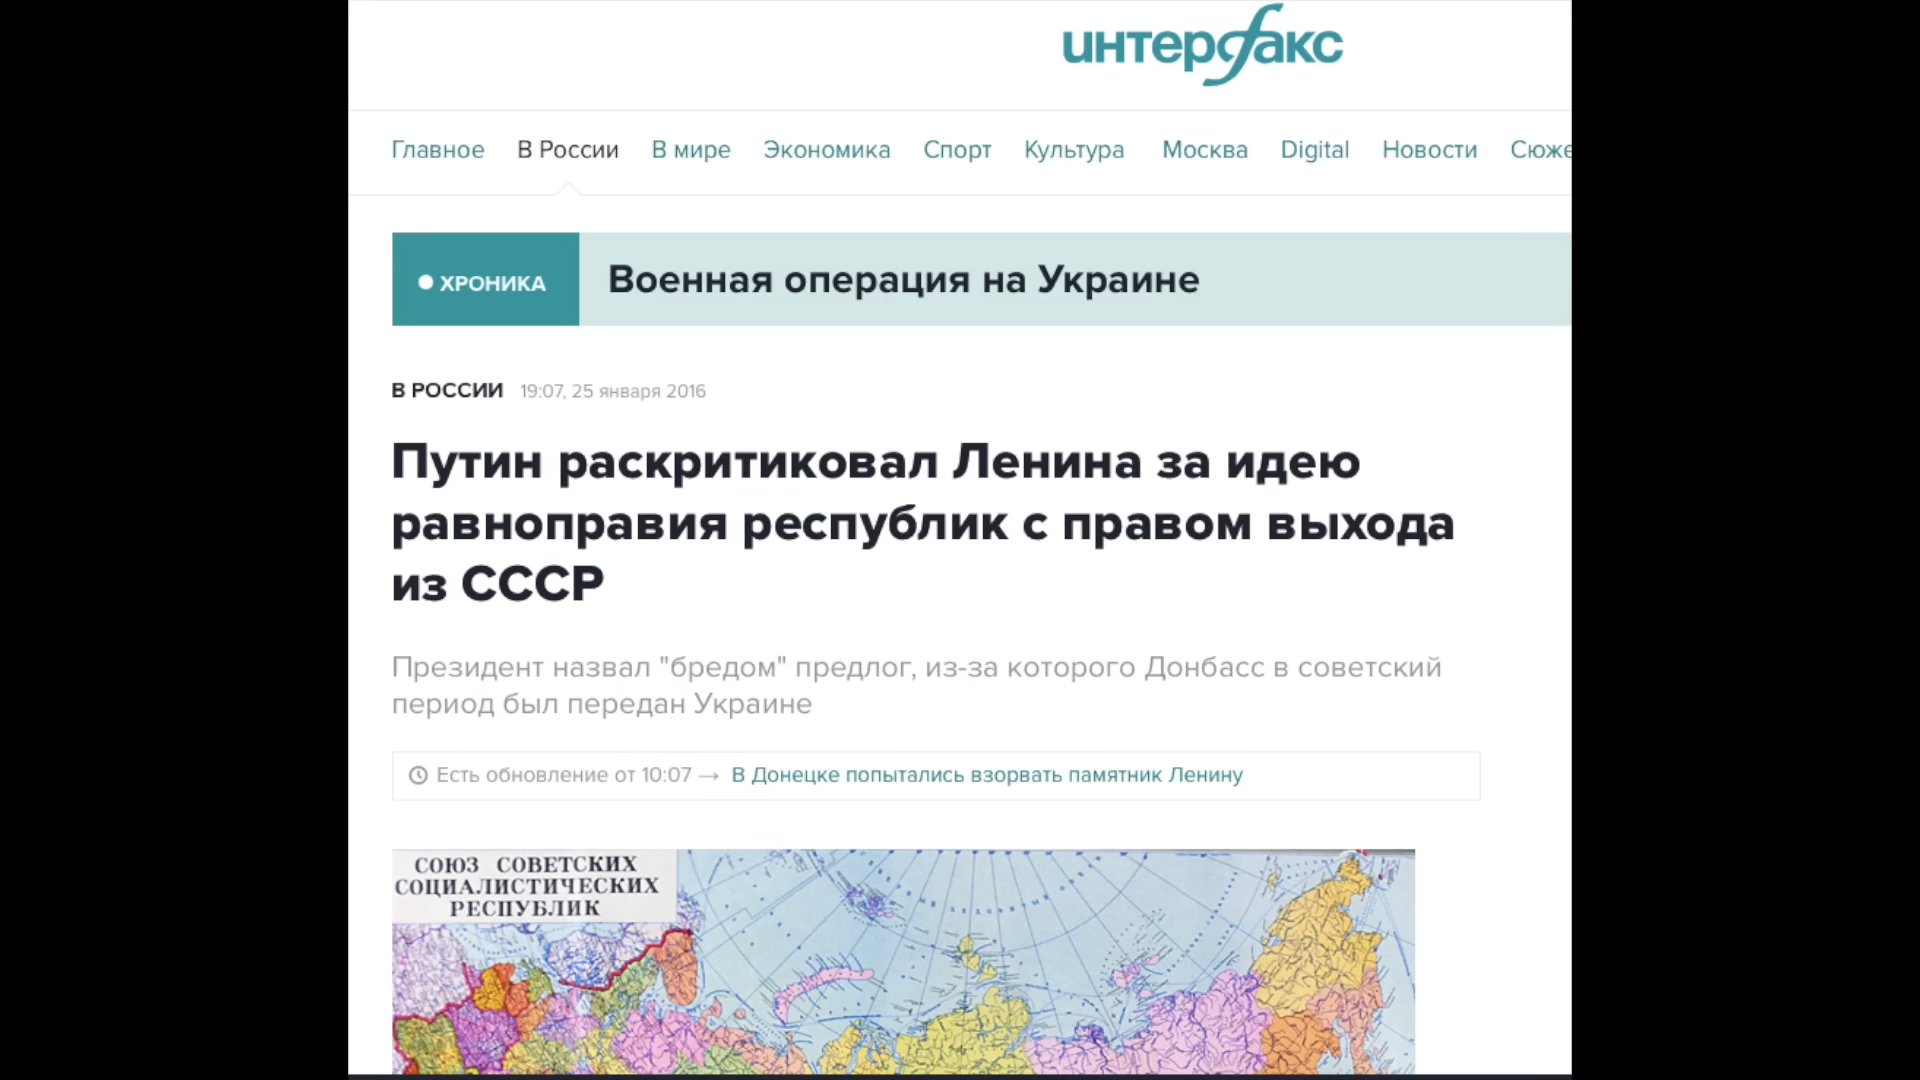 интерфакс
Главное В России В мире Экономика Спорт Культура Москва Digital Новости Сюже
ХРОНИКА Военная операция на Украине
В РОССИИ 19:07, 25 января 2016
Путин раскритиковал Ленина за идею
равноправия республик с правом выхода
из СССР
Президент назвал "бредом" предлог, из-за которого Донбасс в советский
период был передан Украине
Есть обновление от 10:07 → В Донецке попытались взорвать памятник Ленину
СОЮЗ СОВЕТСКИХ
СОЦИАЛИСТИЧЕСКИХ
РЕСПУБЛИК